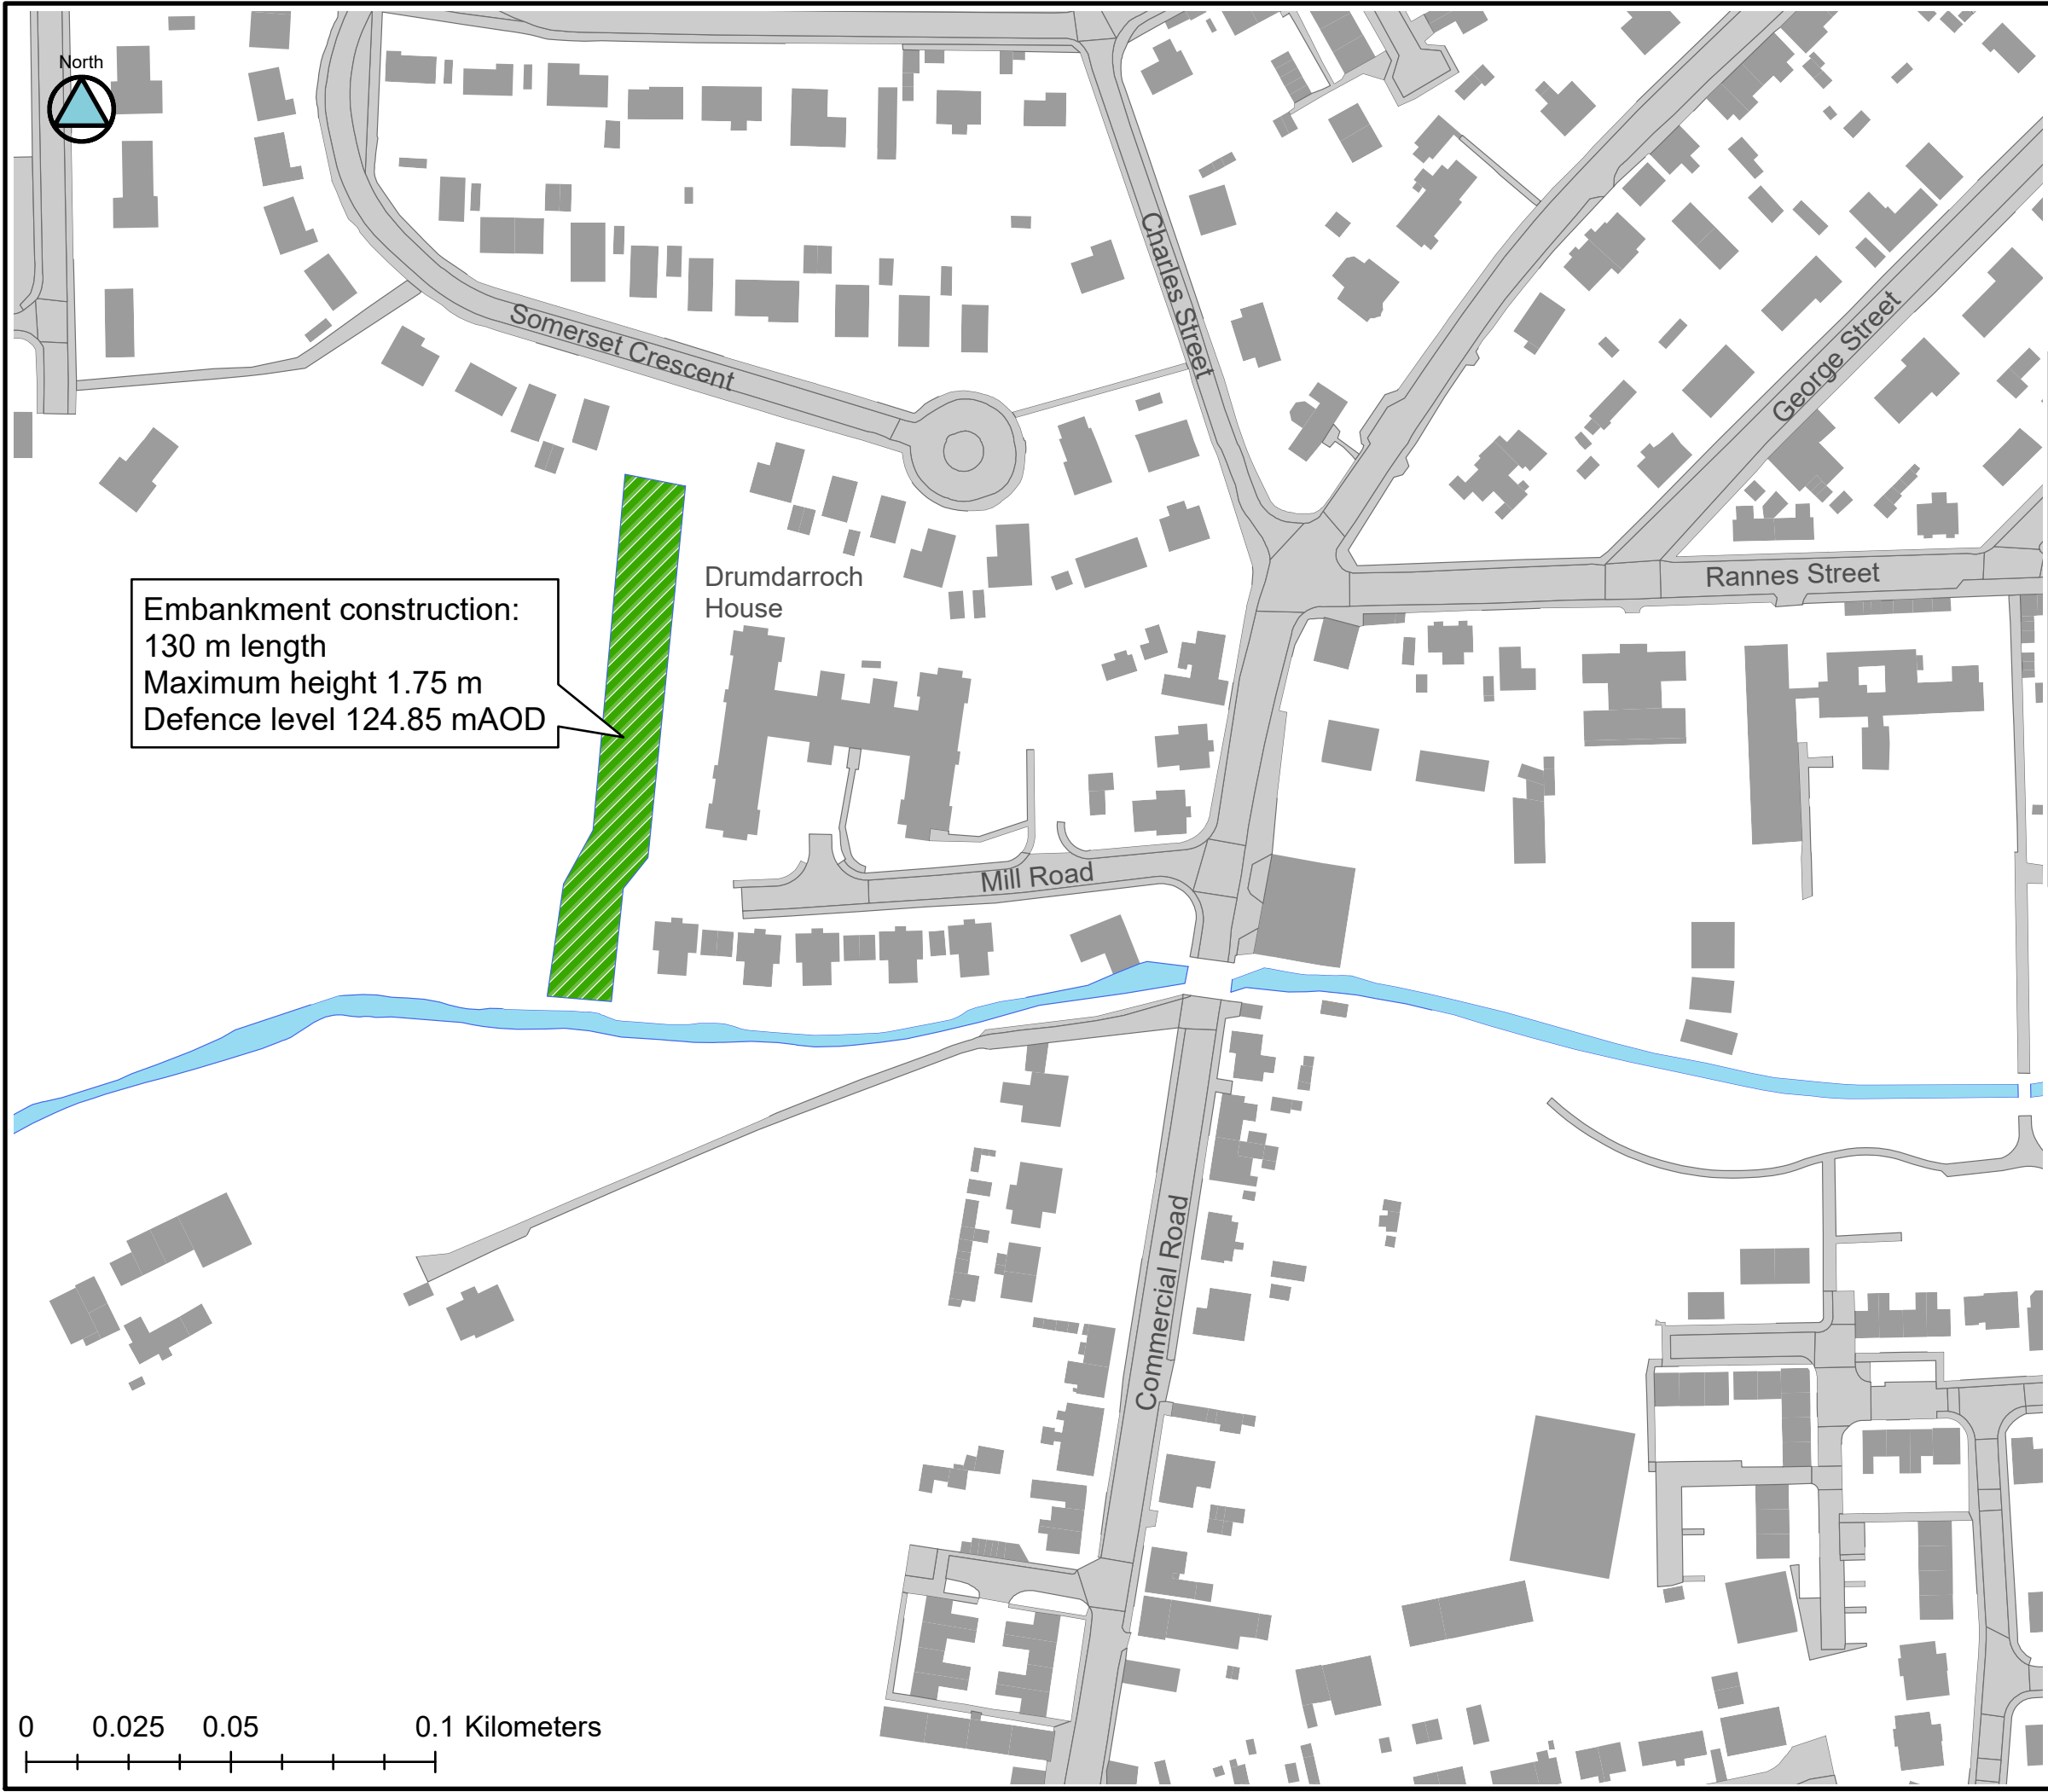 North
Charles Street
Somerset Crescent
George Street
Rannes Street
Drumdarroch
House
Embankment construction:
130 m length
Maximum height 1.75 m
Defence level 124.85 mAOD
Mill Road
Commercial Road
0 0.025 0.05 0.1 Kilometers